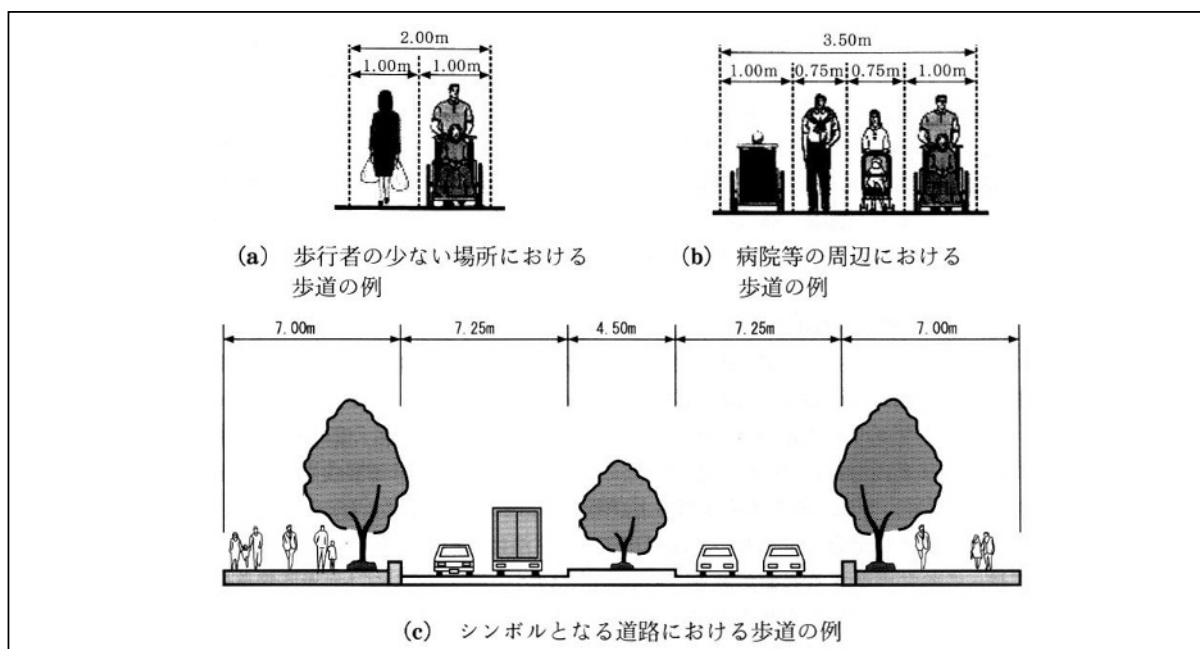 2.00m
1.00m 1.00m
3.50m
1.00m 0.75m 0.75m 1.00m
(a) 歩行者の少ない場所における
歩道の例
(b) 病院等の周辺における
歩道の例
7.00m 7.25m 4.50m 7.25m 7.00m
(c) シンボルとなる道路における歩道の例